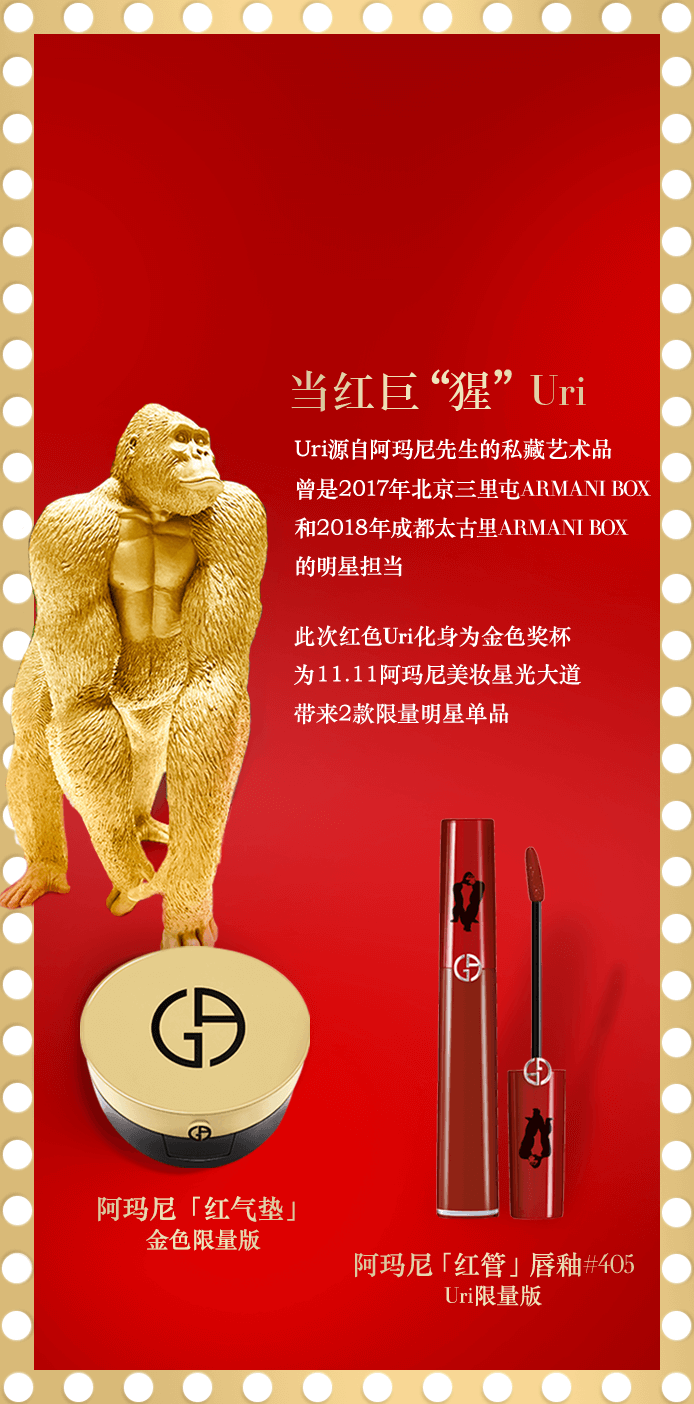 当红巨“猩” Uri
Uri源自阿玛尼先生的私藏艺术品
曾是2017年北京三里屯ARMANI BOX
和2018年成都太古里ARMANI BOX
的明星担当
此次红色Uri化身为金色奖杯
为11.11阿玛尼美妆星光大道
带来2款限量明星单品
GA
GA
GA
GA
阿玛尼「红气垫」
金色限量版
阿玛尼「红管」唇釉#405
Uri限量版